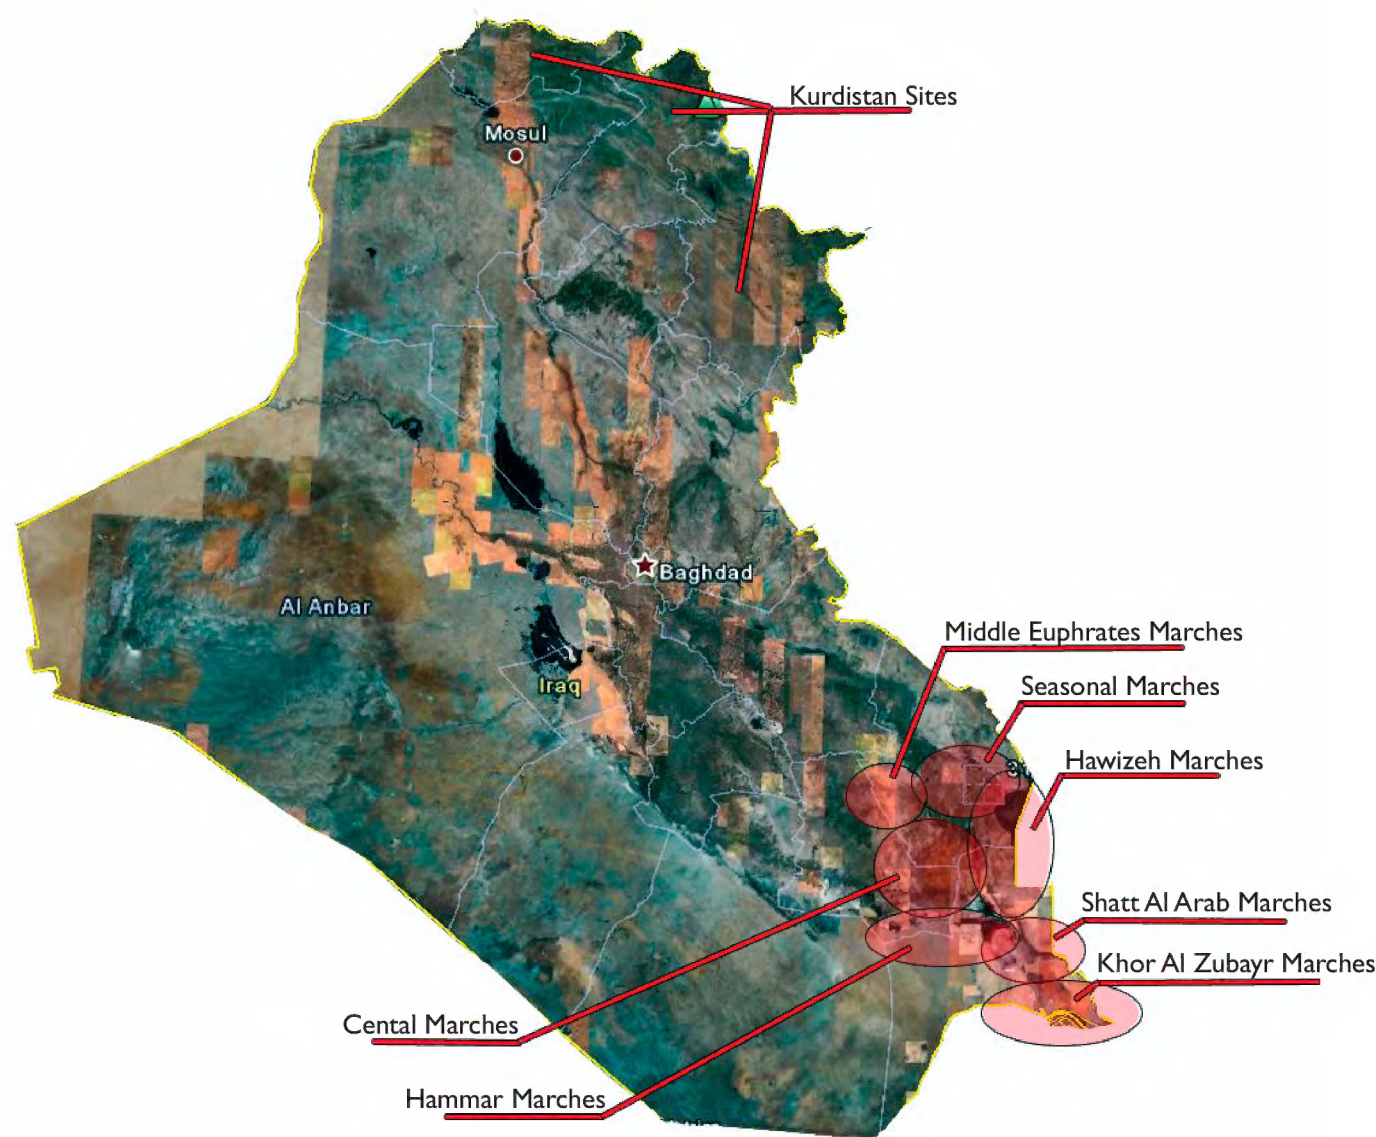 Kurdistan Sites
Mosul
Baghdad
Al Anbar
Middle Euphrates Marches
Iraq
Seasonal Marches
Hawizeh Marches
Shatt Al Arab Marches
Khor Al Zubayr Marches
Cental Marches
Hammar Marches